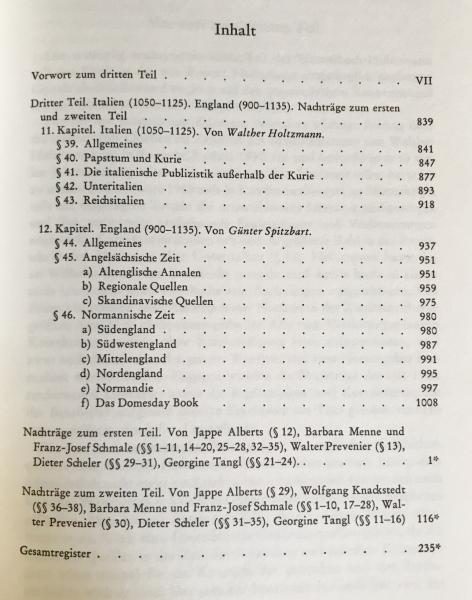 Inhalt
Vorwort zum dritten Teil . . . . . . . . . . . . . VII
Dritter Teil. Italien (1050–1125). England (900–1135). Nachträge zum ersten
und zweiten Teil . . . . . . . . . . . . . 839
11. Kapitel. Italien (1050–1125). Von Walther Holtzmann.
§ 39. Allgemeines . . . . . . . . . . . . . 841
§ 40. Papsttum und Kurie . . . . . . . . . . . 847
§ 41. Die italienische Publizistik außerhalb der Kurie . . . . . 877
§ 42. Unteritalien . . . . . . . . . . . . . 893
§ 43. Reichsitalien . . . . . . . . . . . . . 918
12. Kapitel. England (900–1135). Von Günter Spitzbart.
§ 44. Allgemeines . . . . . . . . . . . . . 937
§ 45. Angelsächsische Zeit . . . . . . . . . . . 951
a) Altenglische Annalen . . . . . . . . . . 951
b) Regionale Quellen . . . . . . . . . . . 959
c) Skandinavische Quellen . . . . . . . . . . 975
§ 46. Normannische Zeit . . . . . . . . . . . 980
a) Südengland . . . . . . . . . . . . 980
b) Südwestengland . . . . . . . . . . . 987
c) Mittelengland . . . . . . . . . . . . 991
d) Nordengland . . . . . . . . . . . . 995
e) Normandie . . . . . . . . . . . . 997
f) Das Domesday Book . . . . . . . . . . 1008
Nachträge zum ersten Teil. Von Jappe Alberts (§ 12), Barbara Menne und
Franz-Josef Schmale (§§ 1–11, 14–20, 25–28, 32–35), Walter Prevenier (§ 13),
Dieter Scheler (§§ 29–31), Georgine Tangl (§§ 21–24). . . . . . . 1*
Nachträge zum zweiten Teil. Von Jappe Alberts (§ 29), Wolfgang Knackstedt
(§§ 36–38), Barbara Menne und Franz-Josef Schmale (§§ 1–10, 17–28), Wal-
ter Prevenier (§ 30), Dieter Scheler (§§ 31–35), Georgine Tangl (§§ 11–16) 116*
Gesamtregister . . . . . . . . . . . . . . 235*